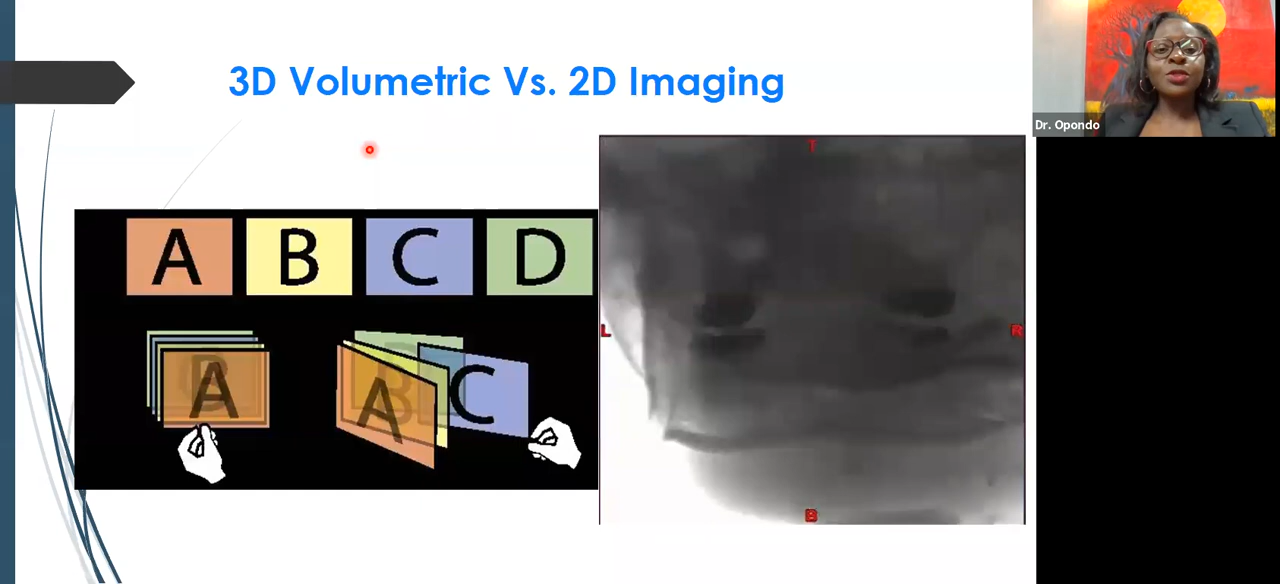 3D Volumetric Vs. 2D Imaging
Dr. Opondo
T
A B C D
L
R
A B
A B C
B